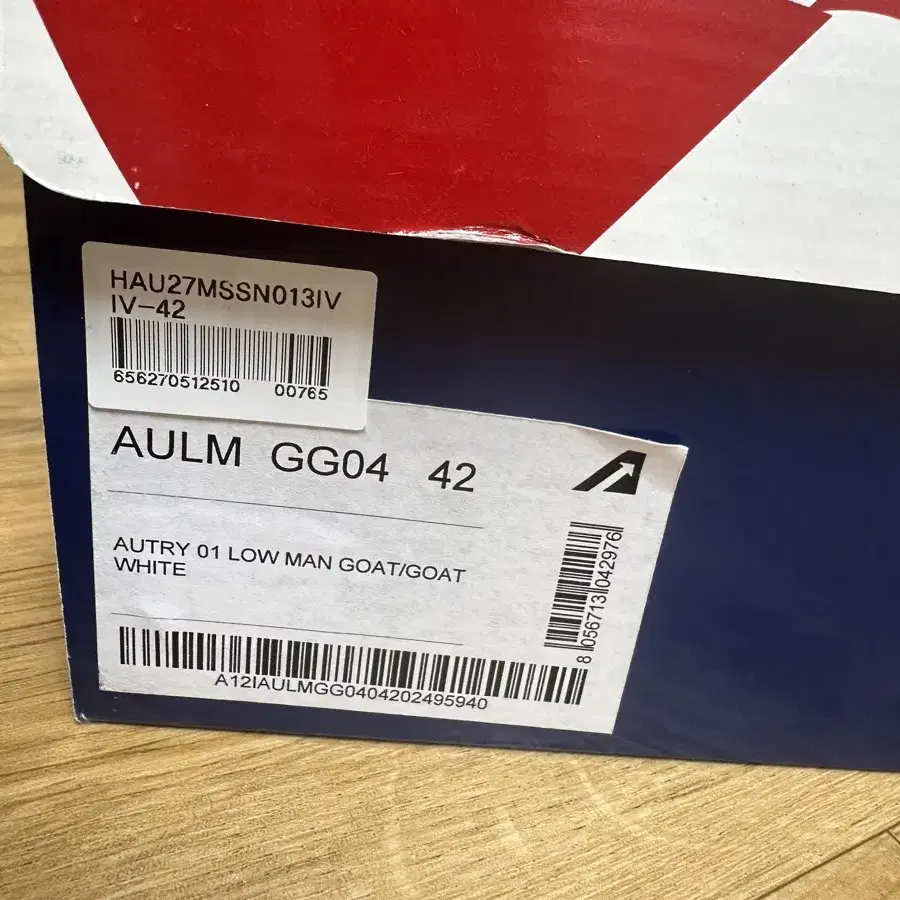 HAU27MSSN013IV
IV-42
656270512510 00765
AULM GG04 42
AUTRY 01 LOW MAN GOAT/GOAT
WHITE
8 056713 042976
A12IAULMGG0404202495940